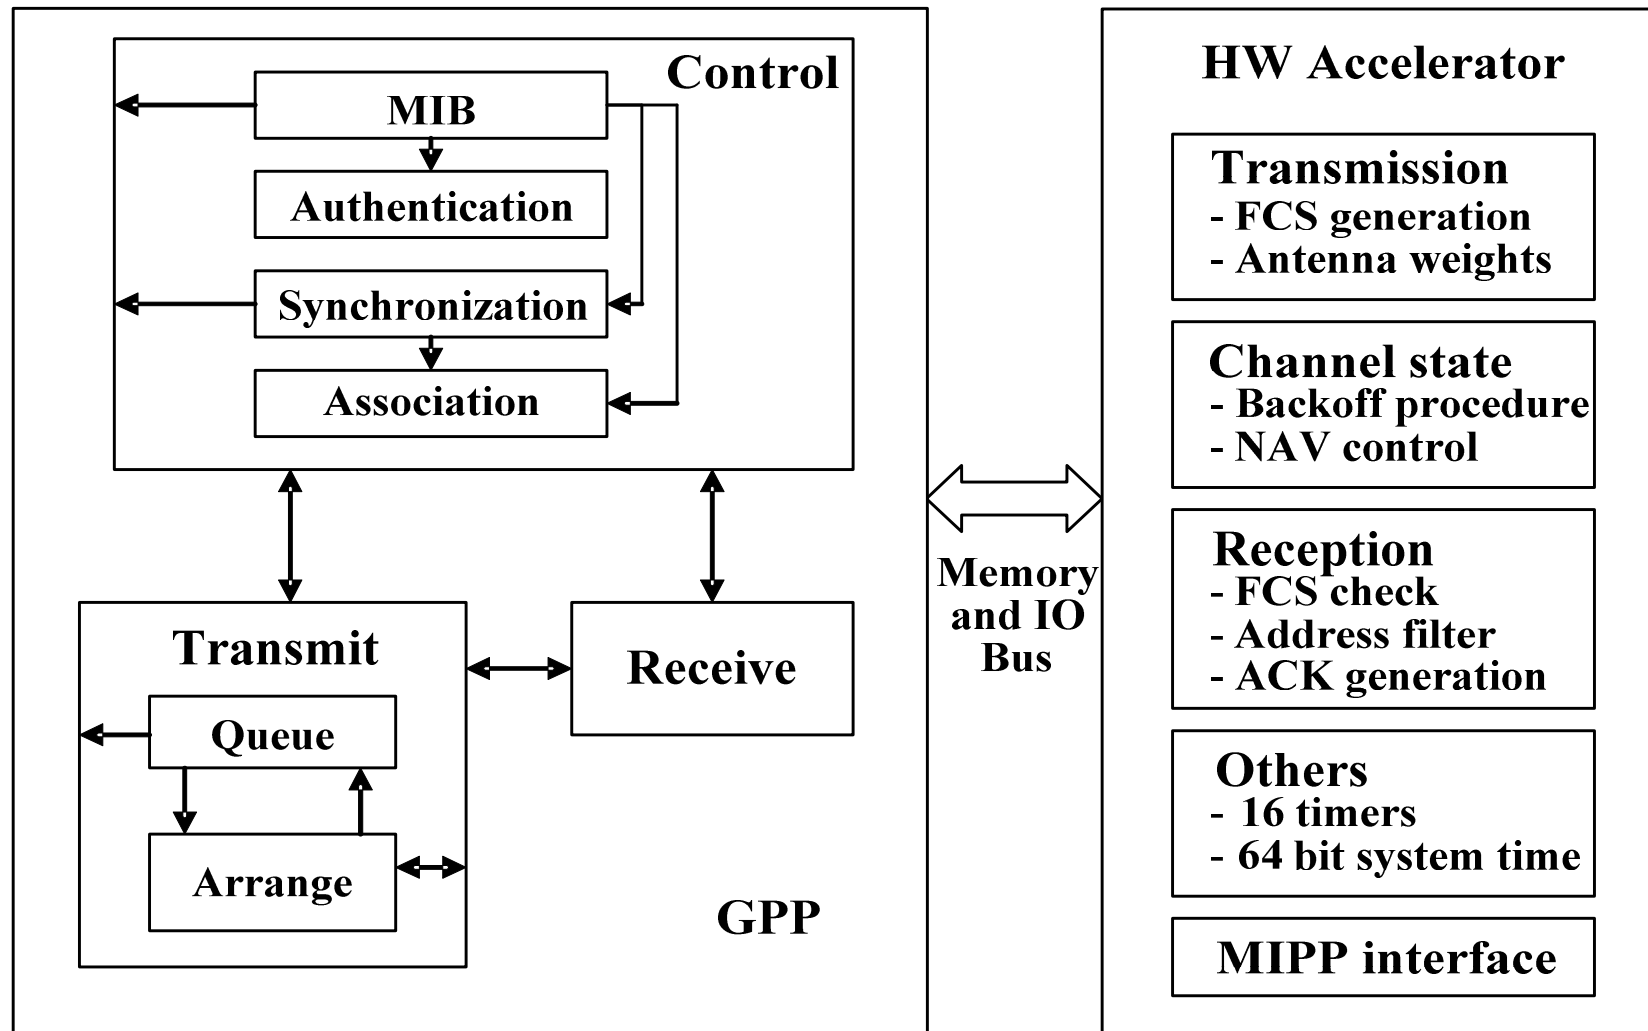 Control
MIB
Authentication
Synchronization
Association
Transmit
Queue
Arrange
Receive
GPP
Memory
and IO
Bus
HW Accelerator
Transmission
- FCS generation
- Antenna weights
Channel state
- Backoff procedure
- NAV control
Reception
- FCS check
- Address filter
- ACK generation
Others
- 16 timers
- 64 bit system time
MIPP interface